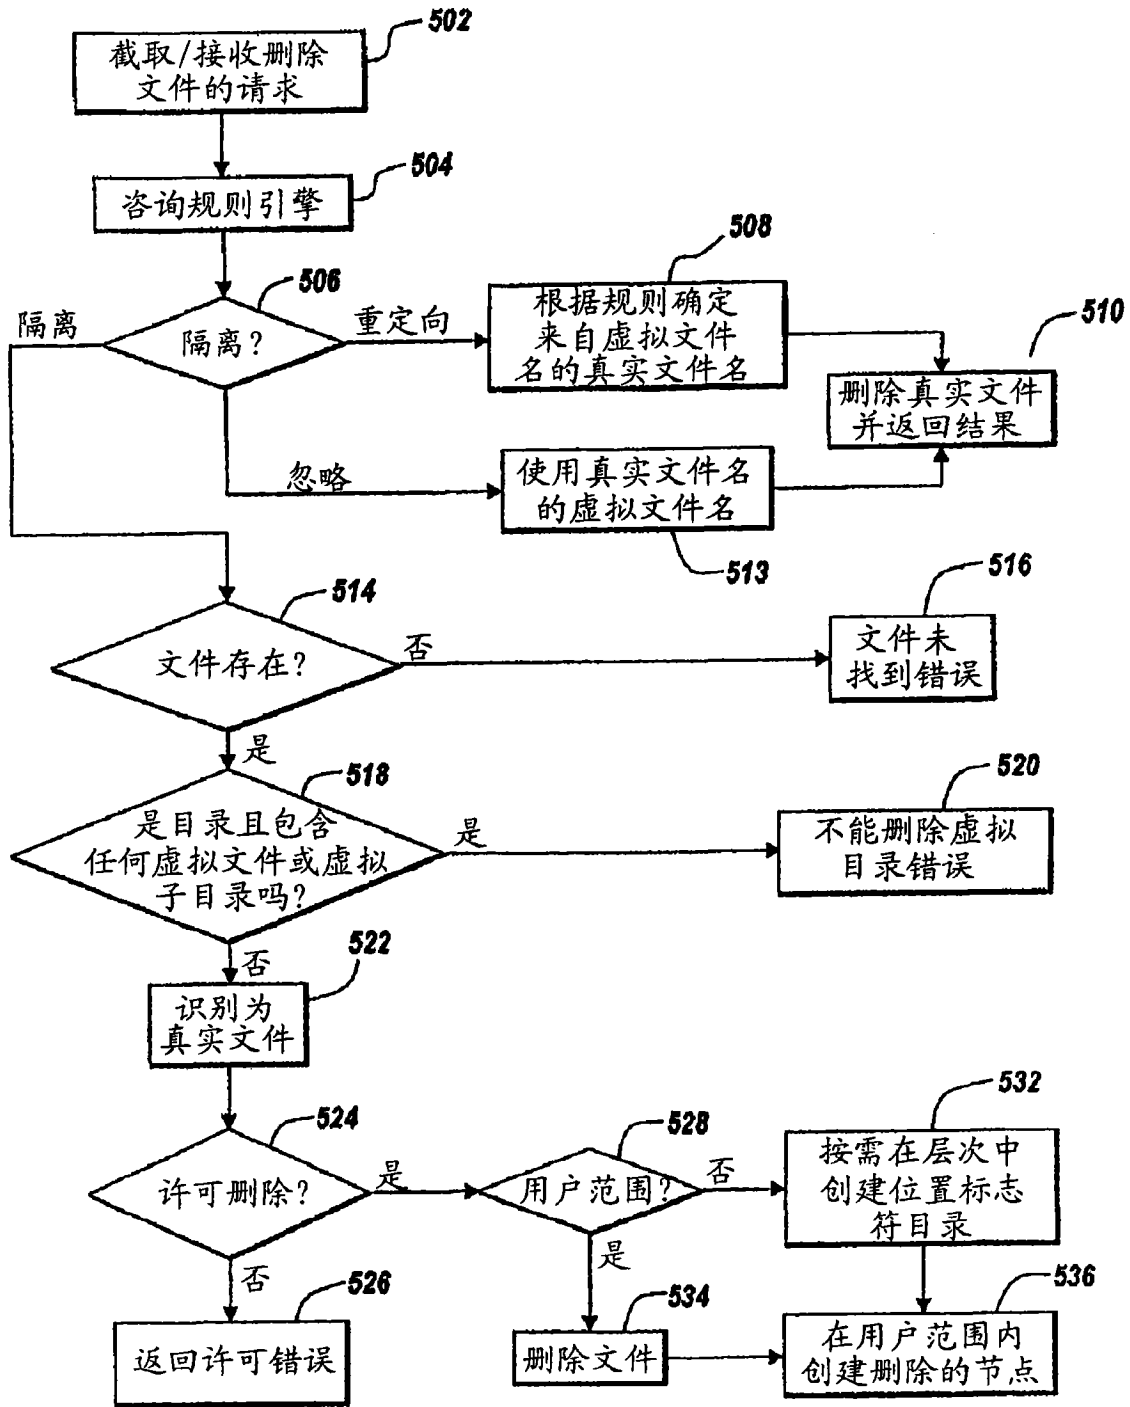 502
截取/接收删除
文件的请求
504
咨询规则引擎
506
隔离?
隔离
重定向
508
根据规则确定
来自虚拟文件
名的真实文件名
510
删除真实文件
并返回结果
忽略
使用真实文件名
的虚拟文件名
513
514
文件存在?
否
516
文件未
找到错误
是
518
是目录且包含
任何虚拟文件或虚拟
子目录吗?
是
520
不能删除虚拟
目录错误
否
522
识别为
真实文件
524
许可删除?
是
528
用户范围?
否
532
按需在层次中
创建位置标志
符目录
否
526
返回许可错误
是
534
删除文件
536
在用户范围内
创建删除的节点